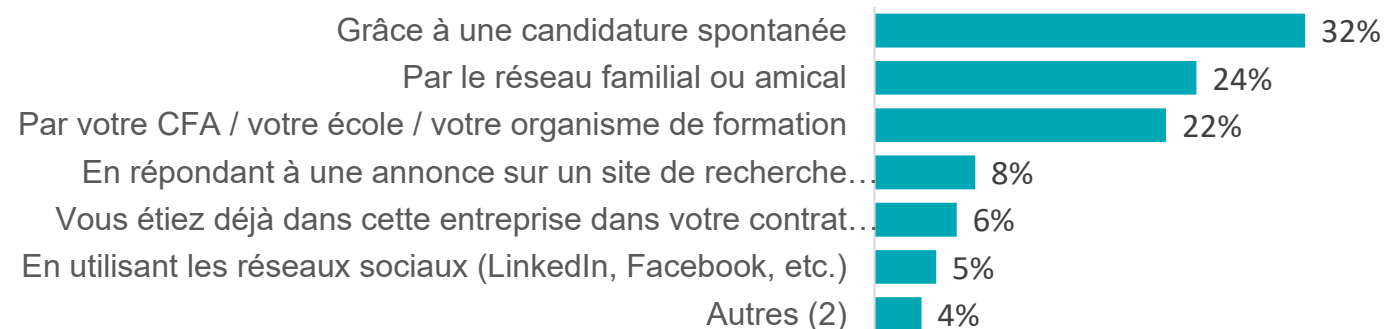 Grâce à une candidature spontanée 32%
Par le réseau familial ou amical 24%
Par votre CFA / votre école / votre organisme de formation 22%
En répondant à une annonce sur un site de recherche… 8%
Vous étiez déjà dans cette entreprise dans votre contrat… 6%
En utilisant les réseaux sociaux (LinkedIn, Facebook, etc.) 5%
Autres (2) 4%